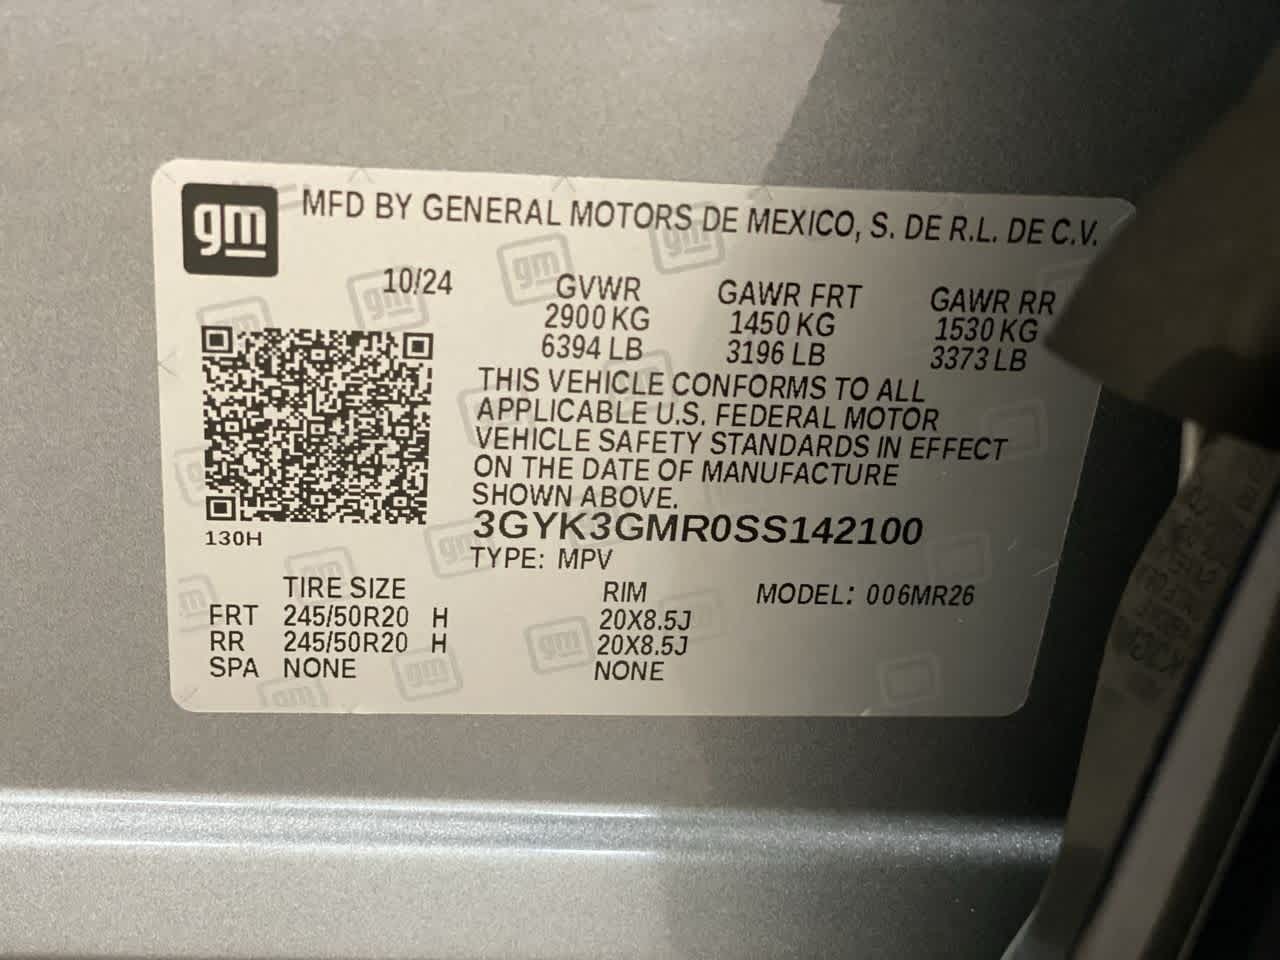 gm
MFD BY GENERAL MOTORS DE MEXICO, S. DE R.L. DE C.V.
10/24 GVWR GAWR FRT GAWR RR
2900 KG 1450 KG 1530 KG
6394 LB 3196 LB 3373 LB
THIS VEHICLE CONFORMS TO ALL
APPLICABLE U.S. FEDERAL MOTOR
VEHICLE SAFETY STANDARDS IN EFFECT
ON THE DATE OF MANUFACTURE
SHOWN ABOVE.
3GYK3GMR0SS142100
130H
TYPE: MPV
TIRE SIZE RIM MODEL: 006MR26
FRT 245/50R20 H 20X8.5J
RR 245/50R20 H 20X8.5J
SPA NONE NONE